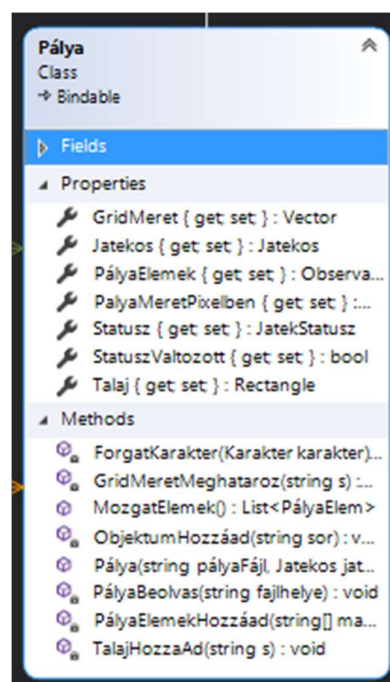 Pálya
Class
Bindable
Fields
Properties
GridMeret { get; set; } : Vector
Jatekos { get; set; } : Jatekos
PályaElemek { get; set; } : Observa...
PalyaMeretPixelben { get; set; } :...
Statusz { get; set; } : JatekStatusz
StatuszValtozott { get; set; } : bool
Talaj { get; set; } : Rectangle
Methods
ForgatKarakter(Karakter karakter)...
GridMeretMeghataroz(string s) :...
MozgatElemek() : List<PályaElem>
ObjektumHozzáad(string sor) : v...
Pálya(string pályaFájl, Jatekos jat...
PályaBeolvas(string fajlhelye) : void
PályaElemekHozzáad(string[] ma...
TalajHozzaAd(string s) : void